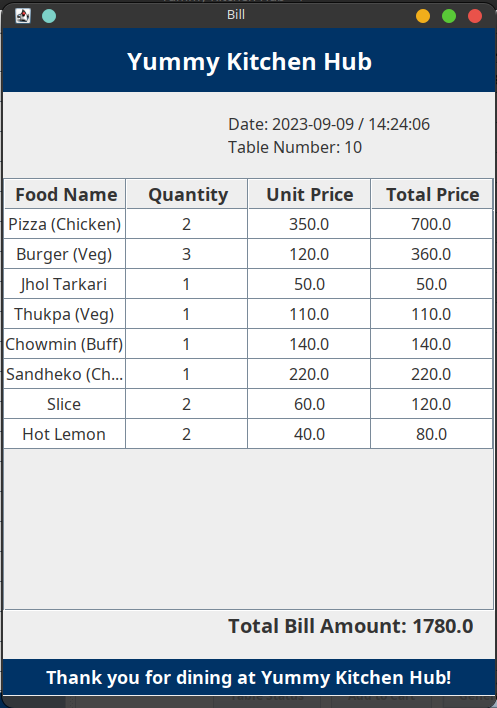 Bill
Yummy Kitchen Hub
Date: 2023-09-09 / 14:24:06
Table Number: 10
Food Name Quantity Unit Price Total Price
Pizza (Chicken) 2 350.0 700.0
Burger (Veg) 3 120.0 360.0
Jhol Tarkari 1 50.0 50.0
Thukpa (Veg) 1 110.0 110.0
Chowmin (Buff) 1 140.0 140.0
Sandheko (Ch... 1 220.0 220.0
Slice 2 60.0 120.0
Hot Lemon 2 40.0 80.0
Total Bill Amount: 1780.0
Thank you for dining at Yummy Kitchen Hub!